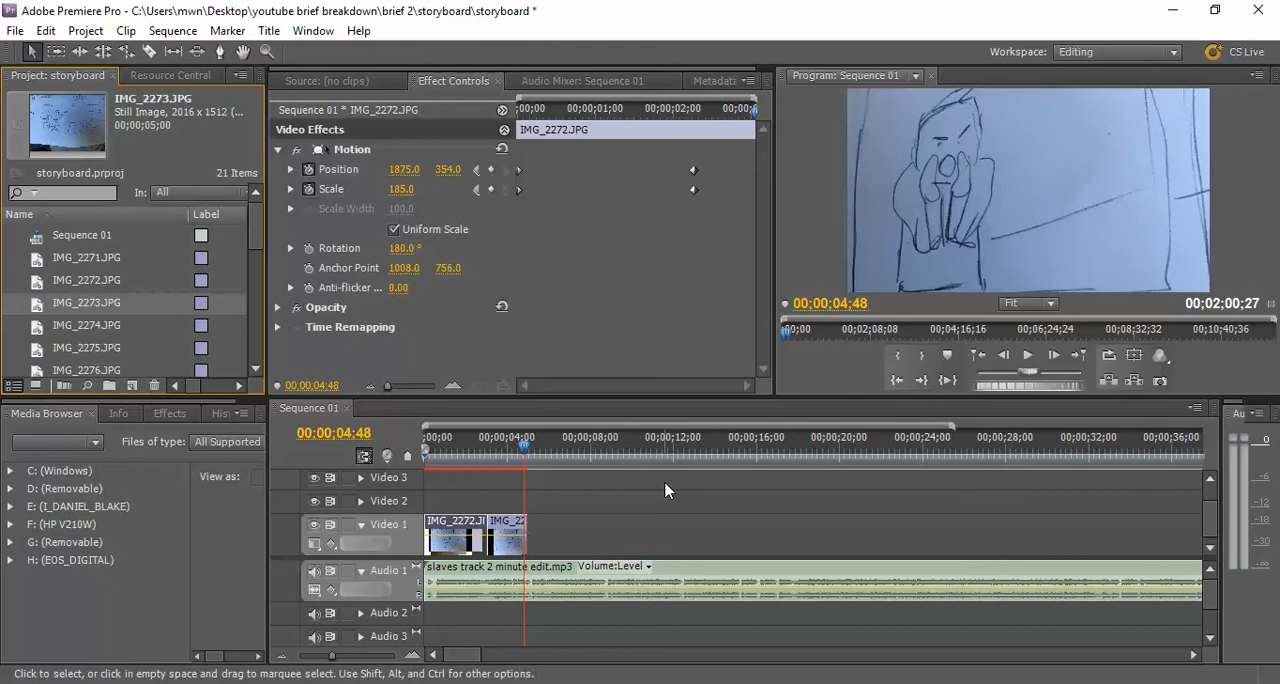 Adobe Premiere Pro - C:\Users\mwn\Desktop\youtube brief breakdown\brief 2\storyboard\storyboard *
File Edit Project Clip Sequence Marker Title Window Help
Workspace: Editing CS Live
Project: storyboard Resource Central
IMG_2273.JPG
Still Image, 2016 x 1512 (...
00;00;05;00
storyboard.prproj 21 Items
In: All
Name Label
Sequence 01
IMG_2271.JPG
IMG_2272.JPG
IMG_2273.JPG
IMG_2274.JPG
IMG_2275.JPG
IMG_2276.JPG
Source: (no clips) Effect Controls Audio Mixer: Sequence 01 Metadat
Sequence 01 * IMG_2272.JPG
;00;00 00;00;01;00 00;00;02;00 00;00;0
Video Effects IMG_2272.JPG
fx Motion
Position 1875.0 354.0
Scale 185.0
Scale Width 100.0
Uniform Scale
Rotation 180.0 °
Anchor Point 1008.0 756.0
Anti-flicker ... 0.00
fx Opacity
Time Remapping
00;00;04;48
Program: Sequence 01
00;00;04;48 Fit 00;02;00;27
;00;00 00;02;08;08 00;04;16;16 00;06;24;24 00;08;32;32 00;10;40;36
Media Browser Info Effects His
Files of type: All Supported
C: (Windows) View as:
D: (Removable)
E: (I_DANIEL_BLAKE)
F: (HP V210W)
G: (Removable)
H: (EOS_DIGITAL)
Sequence 01
00;00;04;48
;00;00 00;00;04;00 00;00;08;00 00;00;12;00 00;00;16;00 00;00;20;00 00;00;24;00 00;00;28;00 00;00;32;00 00;00;36;00
Video 3
Video 2
Video 1 IMG_2272.JI IMG_22
Audio 1 slaves track 2 minute edit.mp3 Volume:Level
Audio 2
Audio 3
Au
0
-6
-12
-18
-30
Click to select, or click in empty space and drag to marquee select. Use Shift, Alt, and Ctrl for other options.